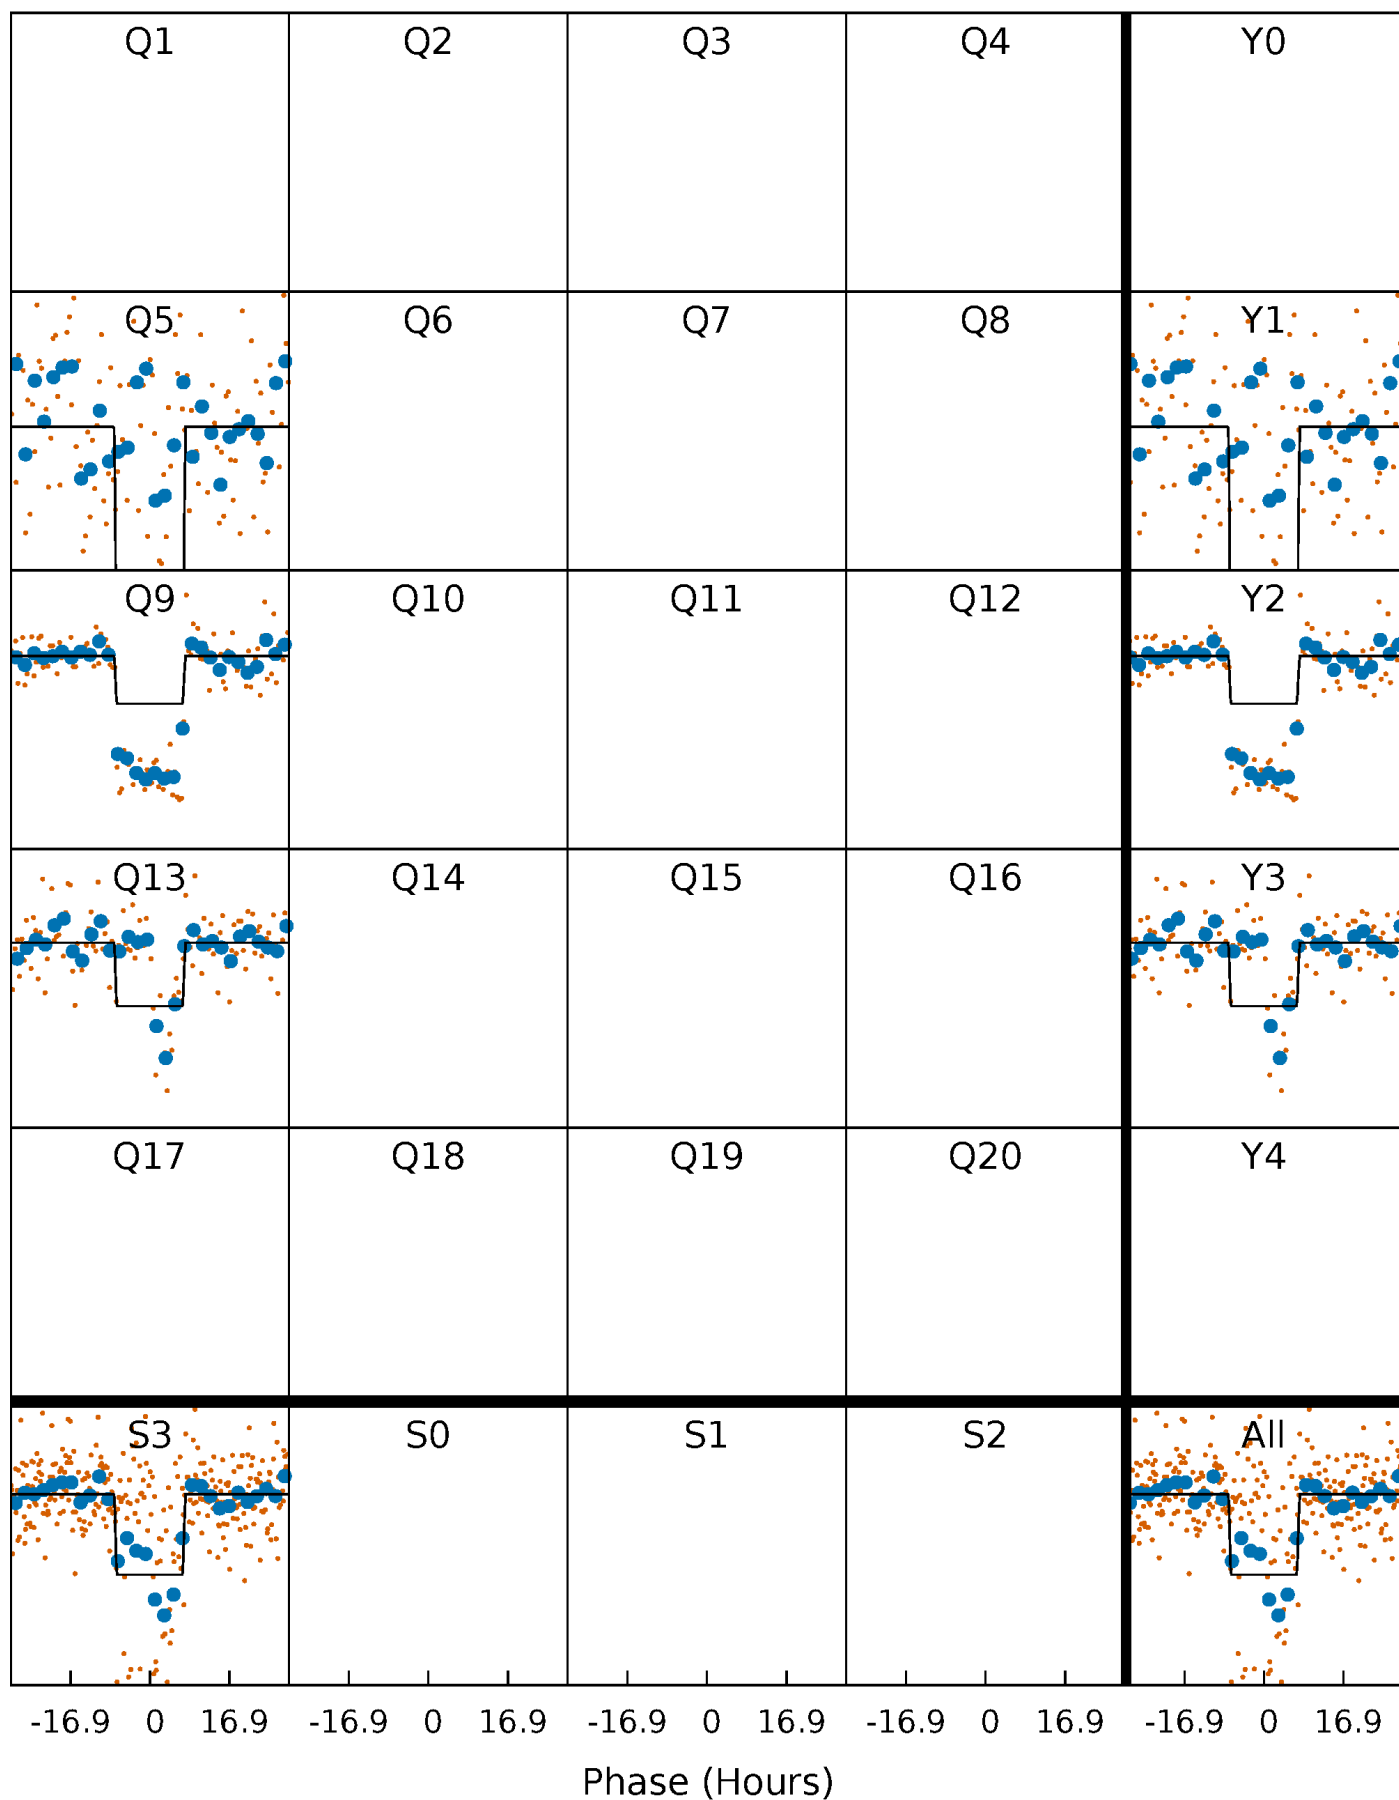 Q1 Q2 Q3 Q4 Y0
Q5 Q6 Q7 Q8 Y1
Q9 Q10 Q11 Q12 Y2
Q13 Q14 Q15 Q16 Y3
Q17 Q18 Q19 Q20 Y4
S3 S0 S1 S2 All
-16.9 0 16.9 -16.9 0 16.9 -16.9 0 16.9 -16.9 0 16.9 -16.9 0 16.9
Phase (Hours)